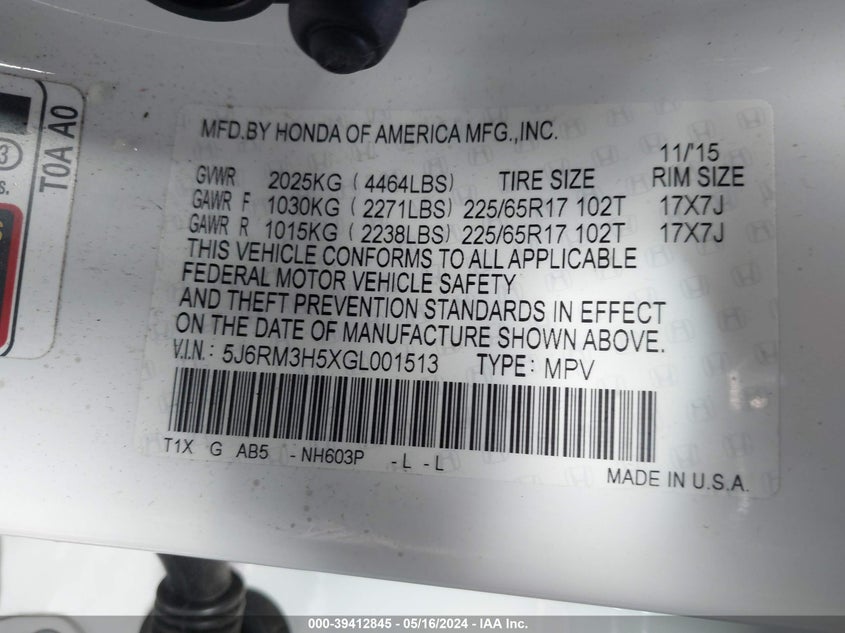 T0A A0
3
s.
MFD.BY HONDA OF AMERICA MFG.,INC.
11/'15
GVWR 2025KG ( 4464LBS) TIRE SIZE RIM SIZE
GAWR F 1030KG ( 2271LBS) 225/65R17 102T 17X7J
GAWR R 1015KG ( 2238LBS) 225/65R17 102T 17X7J
THIS VEHICLE CONFORMS TO ALL APPLICABLE
FEDERAL MOTOR VEHICLE SAFETY
AND THEFT PREVENTION STANDARDS IN EFFECT
ON THE DATE OF MANUFACTURE SHOWN ABOVE.
V.I.N.: 5J6RM3H5XGL001513 TYPE: MPV
T1X G AB5 -NH603P -L -L
MADE IN U.S.A.
000-39412845 - 05/16/2024 - IAA Inc.